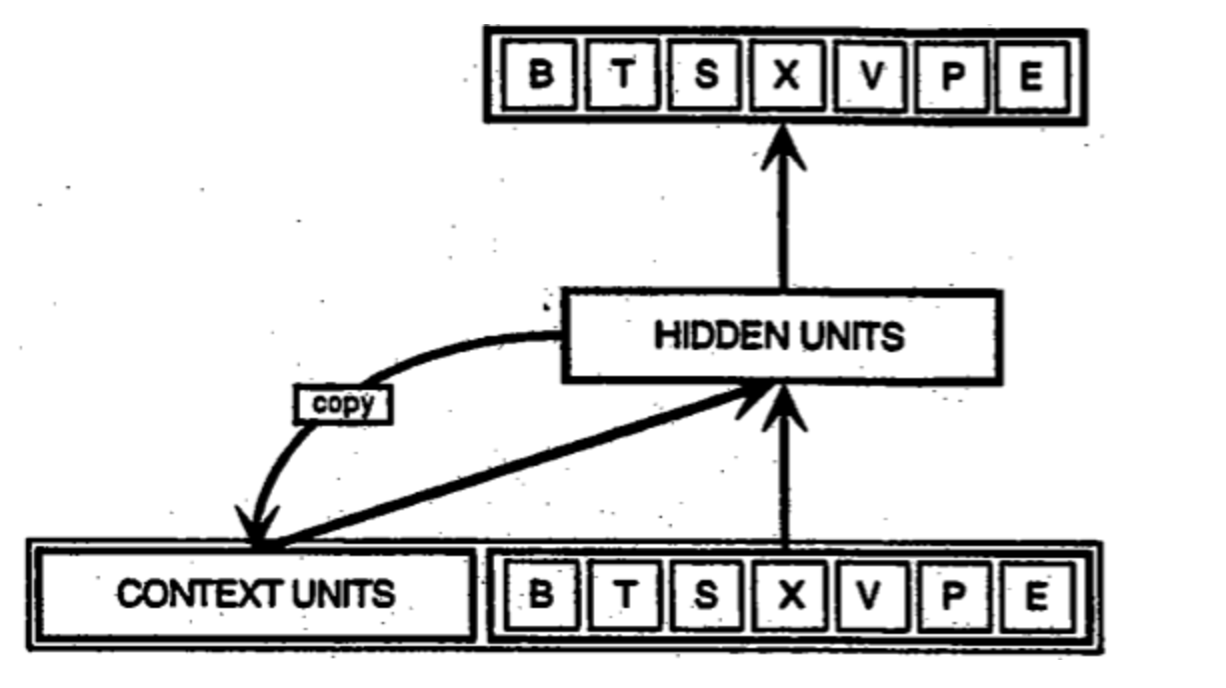 B T S X V P E
HIDDEN UNITS
copy
CONTEXT UNITS B T S X V P E